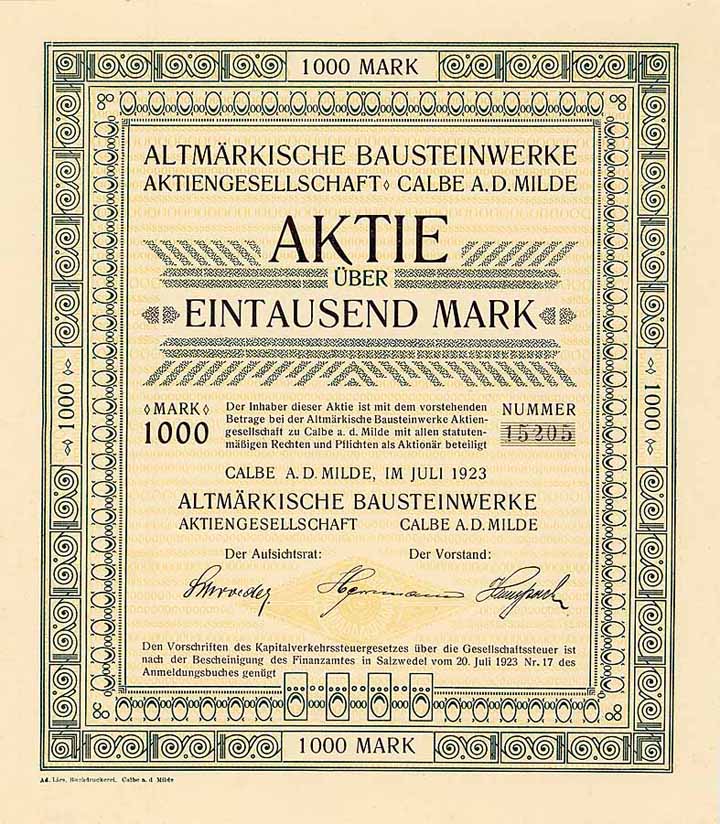 1000 MARK
ALTMÄRKISCHE BAUSTEINWERKE
AKTIENGESELLSCHAFT◊ CALBE A.D. MILDE
AKTIE
ÜBER
EINTAUSEND MARK
1000
1000
◊MARK◊
1000
Der Inhaber dieser Aktie ist mit dem vorstehenden
Betrage bei der Altmärkische Bausteinwerke Aktien-
gesellschaft zu Calbe a. d. Milde mit allen statuten-
mäßigen Rechten und Pflichten als Aktionär beteiligt
NUMMER
15205
CALBE A.D. MILDE, IM JULI 1923
ALTMÄRKISCHE BAUSTEINWERKE
AKTIENGESELLSCHAFT CALBE A.D. MILDE
Der Aufsichtsrat: Der Vorstand:
Herrmann
Den Vorschriften des Kapitalverkehrssteuergesetzes über die Gesellschaftssteuer ist
nach der Bescheinigung des Finanzamtes in Salzwedel vom 20. Juli 1923 Nr. 17 des
Anmeldungsbuches genügt
1000 MARK
Buchdruckerei. Calbe a. d Milde